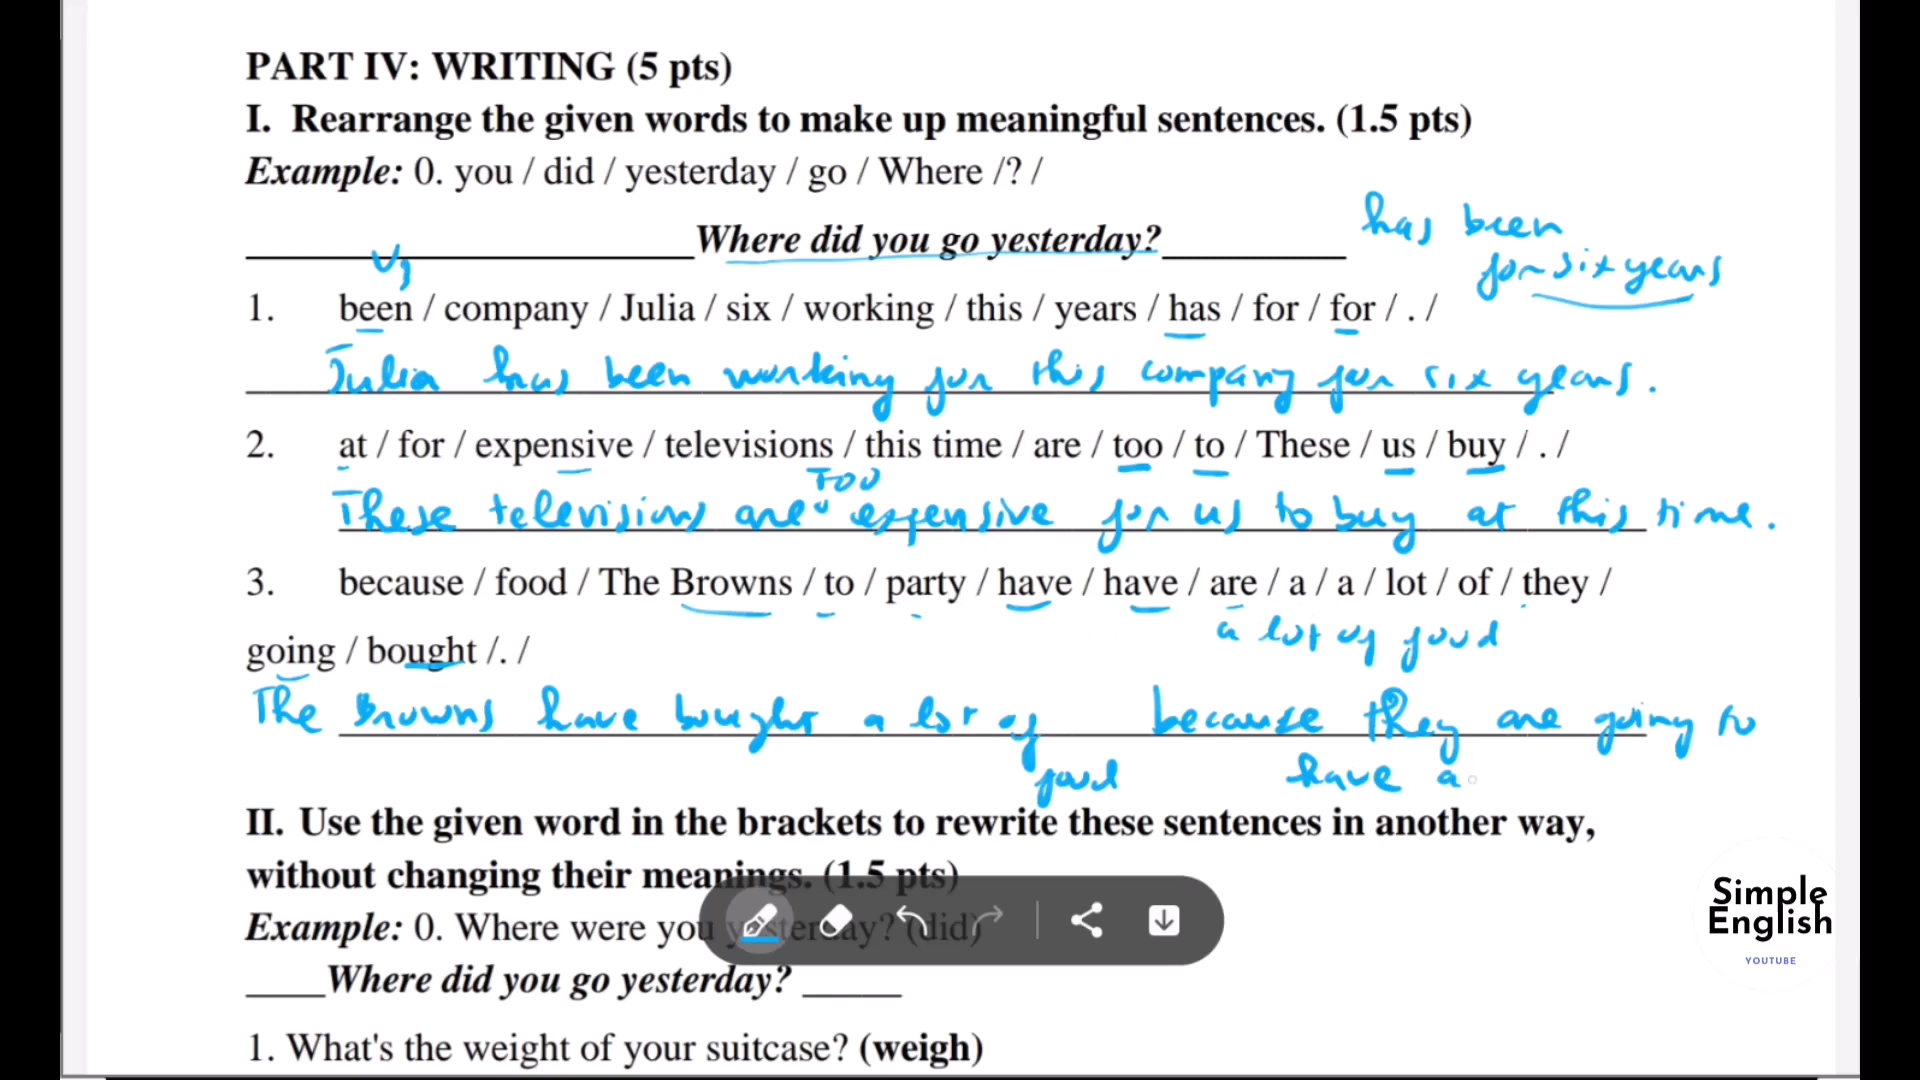 PART IV: WRITING (5 pts)
I. Rearrange the given words to make up meaningful sentences. (1.5 pts)
Example: 0. you / did / yesterday / go / Where /? /
Where did you go yesterday?
has been
for six years
V3
1. been / company / Julia / six / working / this / years / has / for / for / . /
Julia has been working for this company for six years.
2. at / for / expensive / televisions / this time / are / too / to / These / us / buy / . /
TOO
These televisions are expensive for us to buy at this time.
3. because / food / The Browns / to / party / have / have / are / a / a / lot / of / they /
a lot of food
going / bought /. /
The Browns have bought a lot of because they are going to
food have a
II. Use the given word in the brackets to rewrite these sentences in another way,
without changing their meanings. (1.5 pts)
Example: 0. Where were you yesterday? (did)
Where did you go yesterday?
1. What's the weight of your suitcase? (weigh)
Simple
English
YOUTUBE